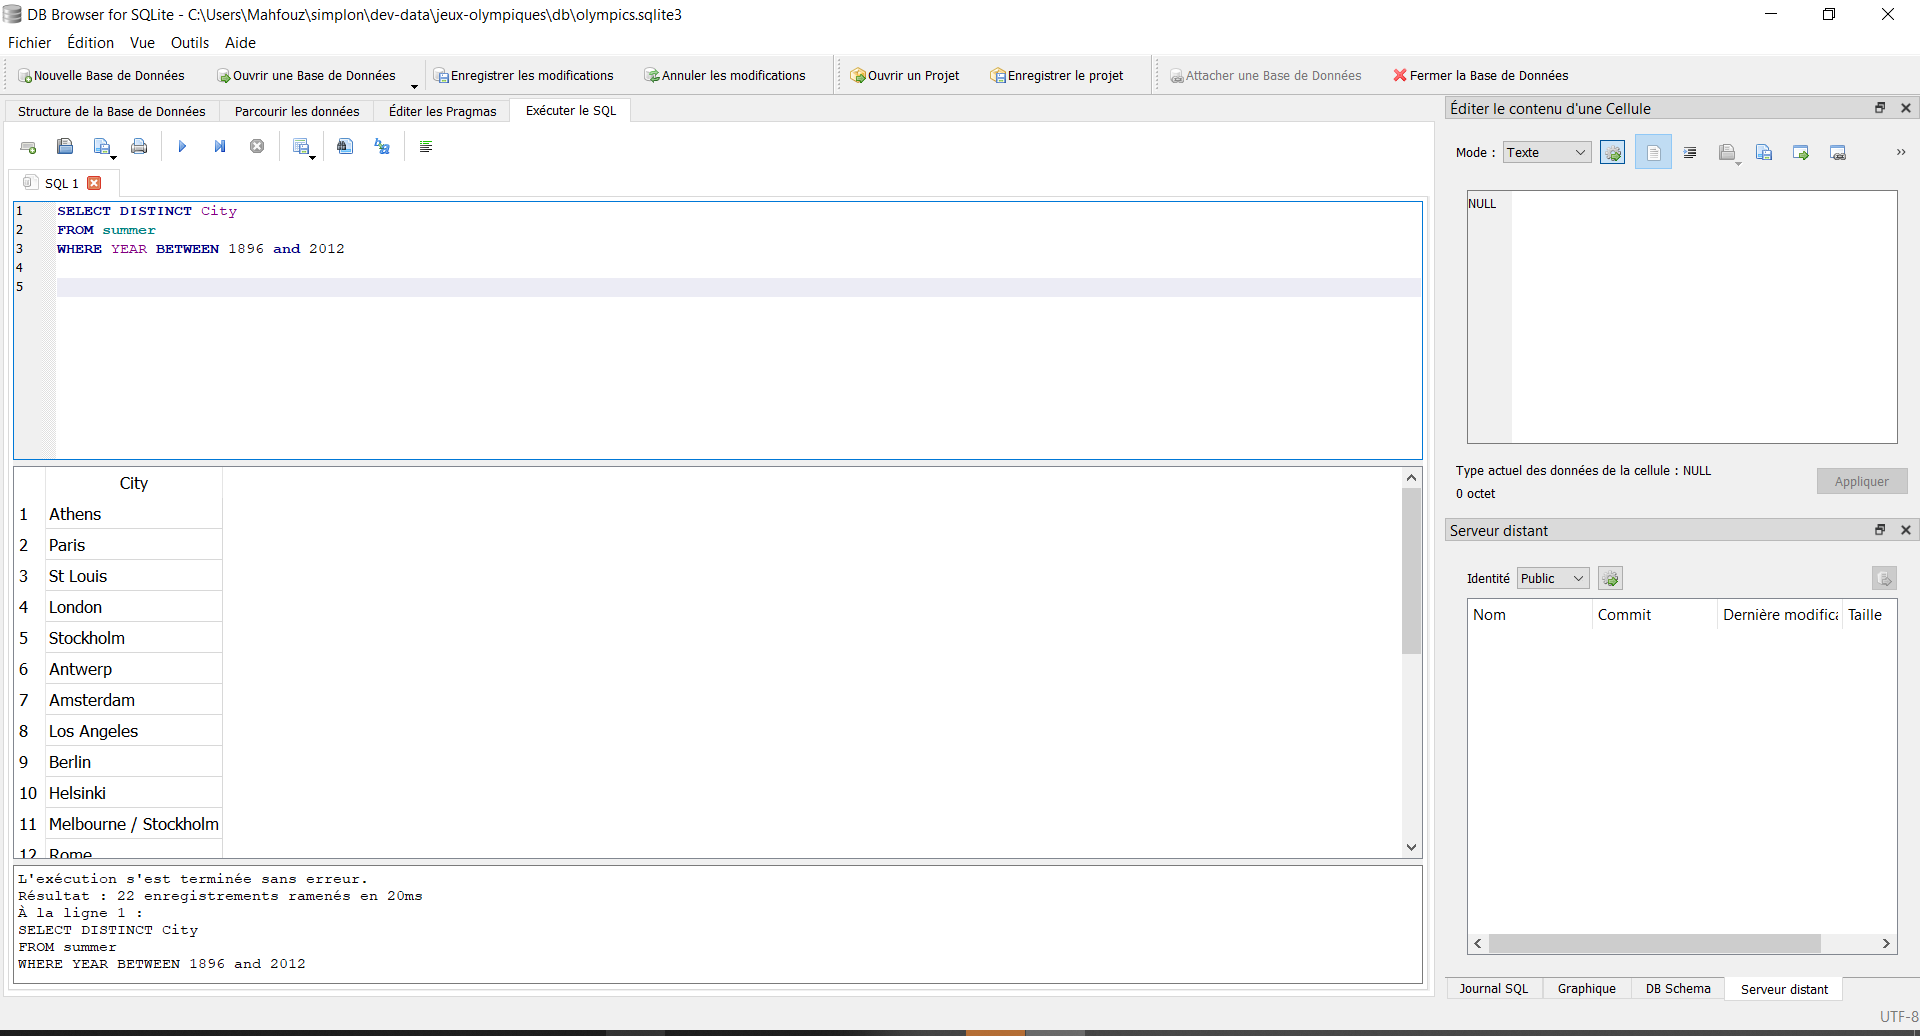 DB Browser for SQLite - C:\Users\Mahfouz\simplon\dev-data\jeux-olympiques\db\olympics.sqlite3
Fichier Édition Vue Outils Aide
Nouvelle Base de Données Ouvrir une Base de Données Enregistrer les modifications Annuler les modifications Ouvrir un Projet Enregistrer le projet Attacher une Base de Données Fermer la Base de Données
Structure de la Base de Données Parcourir les données Éditer les Pragmas Exécuter le SQL
SQL 1
1 SELECT DISTINCT City
2 FROM summer
3 WHERE YEAR BETWEEN 1896 and 2012
4
5
City
1 Athens
2 Paris
3 St Louis
4 London
5 Stockholm
6 Antwerp
7 Amsterdam
8 Los Angeles
9 Berlin
10 Helsinki
11 Melbourne / Stockholm
12 Rome
L'exécution s'est terminée sans erreur.
Résultat : 22 enregistrements ramenés en 20ms
À la ligne 1 :
SELECT DISTINCT City
FROM summer
WHERE YEAR BETWEEN 1896 and 2012
Éditer le contenu d'une Cellule
Mode : Texte
NULL
Type actuel des données de la cellule : NULL
0 octet
Appliquer
Serveur distant
Identité Public
Nom Commit Dernière modific Taille
Journal SQL Graphique DB Schema Serveur distant
UTF-8